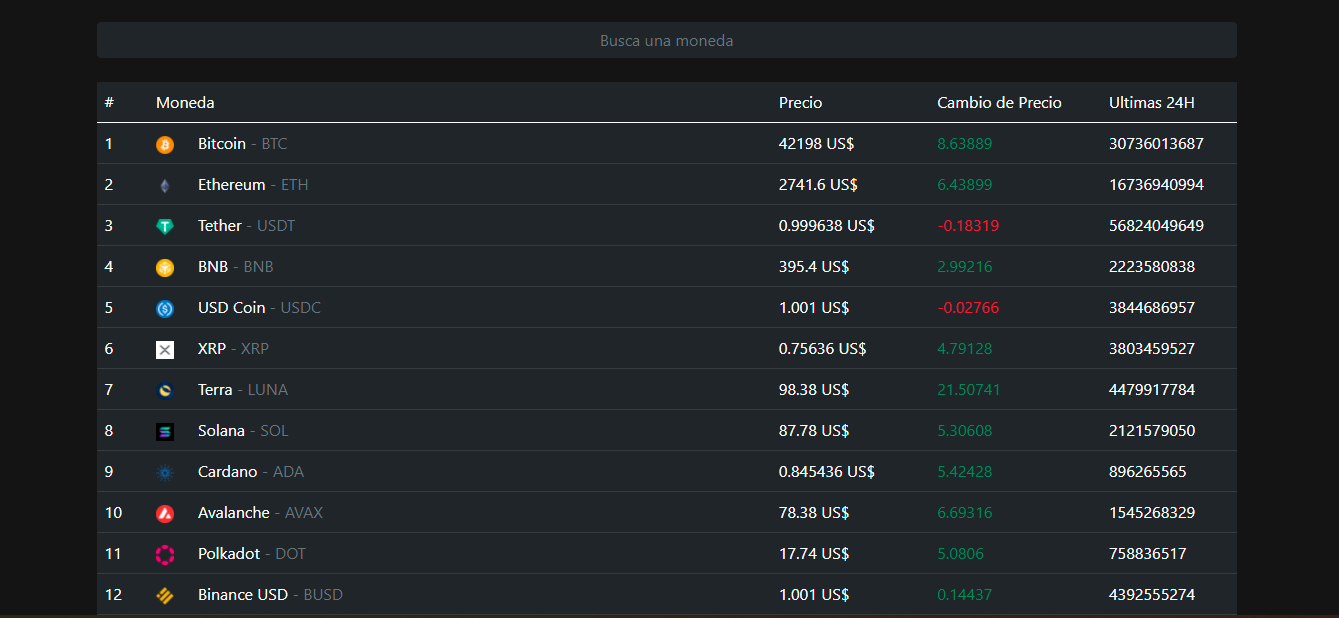 Busca una moneda
# Moneda Precio Cambio de Precio Ultimas 24H
1 Bitcoin - BTC 42198 US$ 8.63889 30736013687
2 Ethereum - ETH 2741.6 US$ 6.43899 16736940994
3 Tether - USDT 0.999638 US$ -0.18319 56824049649
4 BNB - BNB 395.4 US$ 2.99216 2223580838
5 USD Coin - USDC 1.001 US$ -0.02766 3844686957
6 XRP - XRP 0.75636 US$ 4.79128 3803459527
7 Terra - LUNA 98.38 US$ 21.50741 4479917784
8 Solana - SOL 87.78 US$ 5.30608 2121579050
9 Cardano - ADA 0.845436 US$ 5.42428 896265565
10 Avalanche - AVAX 78.38 US$ 6.69316 1545268329
11 Polkadot - DOT 17.74 US$ 5.0806 758836517
12 Binance USD - BUSD 1.001 US$ 0.14437 4392555274